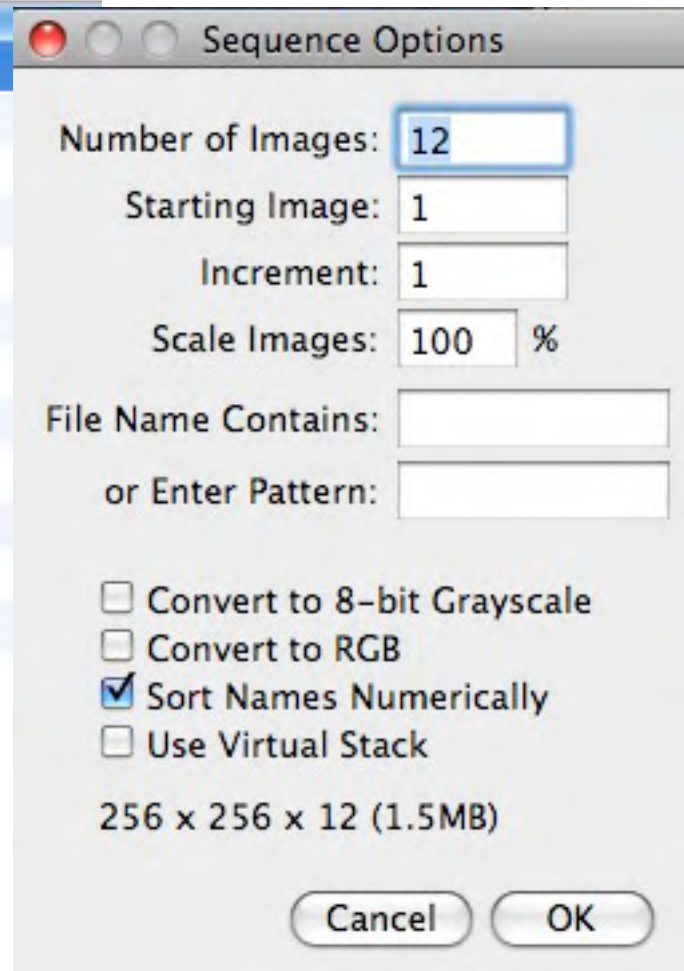 Sequence Options
Number of Images: 12
Starting Image: 1
Increment: 1
Scale Images: 100 %
File Name Contains:
or Enter Pattern:
Convert to 8-bit Grayscale
Convert to RGB
Sort Names Numerically
Use Virtual Stack
256 x 256 x 12 (1.5MB)
Cancel OK